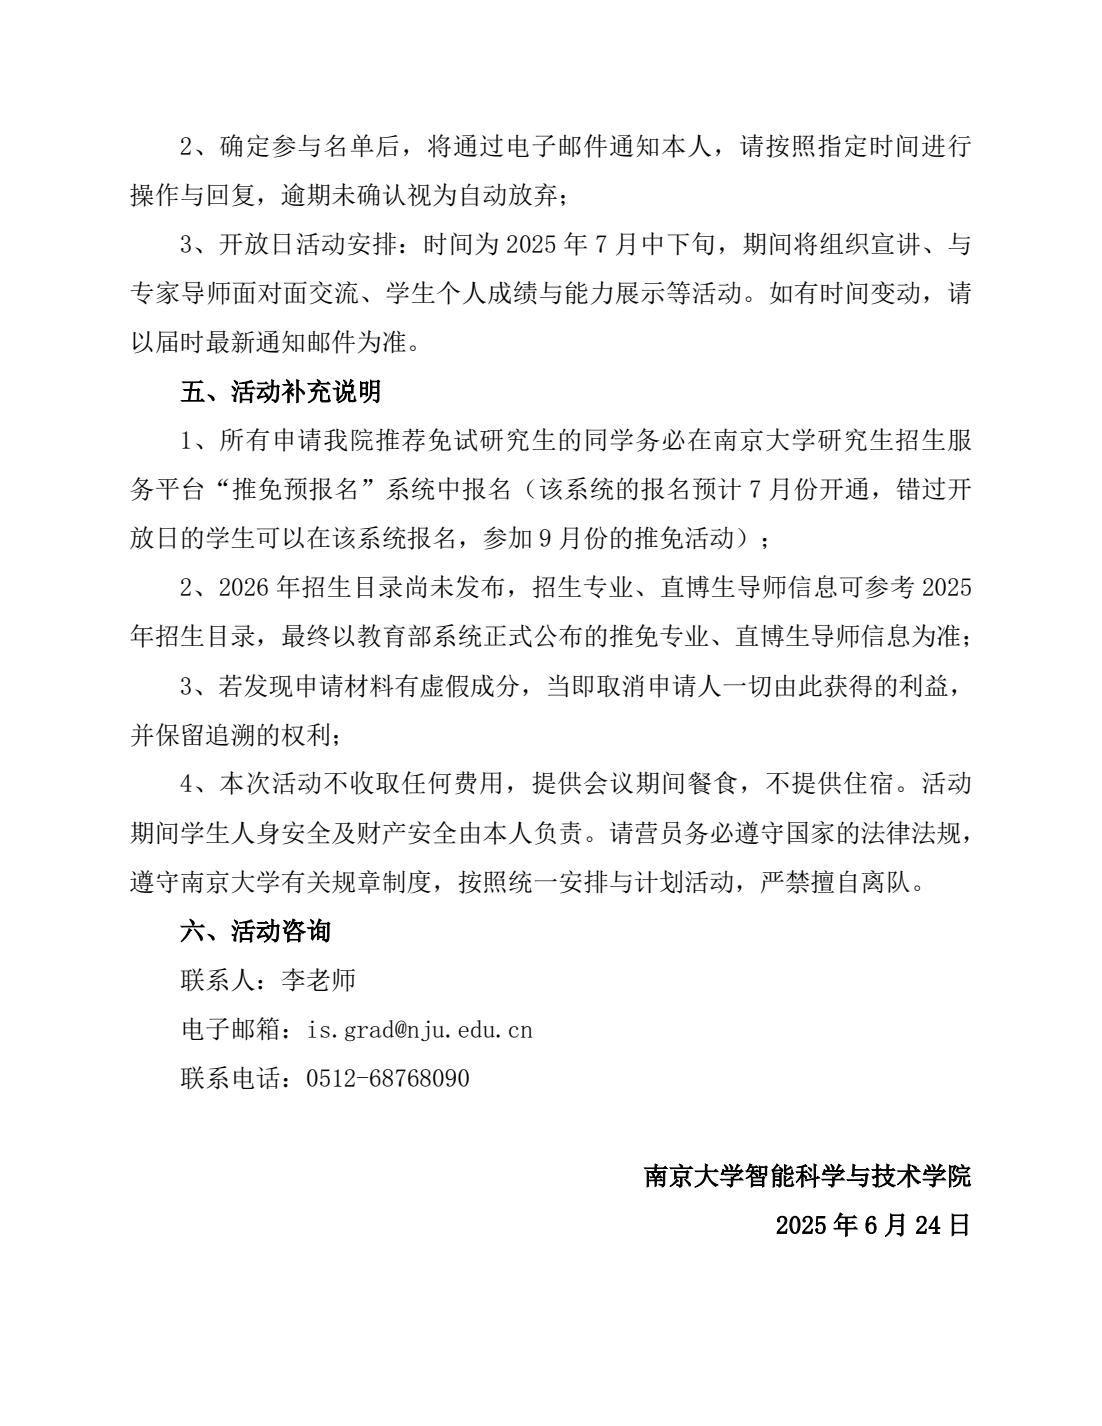 2、确定参与名单后，将通过电子邮件通知本人，请按照指定时间进行
操作与回复，逾期未确认视为自动放弃；
3、开放日活动安排：时间为 2025 年 7 月中下旬，期间将组织宣讲、与
专家导师面对面交流、学生个人成绩与能力展示等活动。如有时间变动，请
以届时最新通知邮件为准。
五、活动补充说明
1、所有申请我院推荐免试研究生的同学务必在南京大学研究生招生服
务平台“推免预报名”系统中报名（该系统的报名预计 7 月份开通，错过开
放日的学生可以在该系统报名，参加 9 月份的推免活动）；
2、2026 年招生目录尚未发布，招生专业、直博生导师信息可参考 2025
年招生目录，最终以教育部系统正式公布的推免专业、直博生导师信息为准；
3、若发现申请材料有虚假成分，当即取消申请人一切由此获得的利益，
并保留追溯的权利；
4、本次活动不收取任何费用，提供会议期间餐食，不提供住宿。活动
期间学生人身安全及财产安全由本人负责。请营员务必遵守国家的法律法规，
遵守南京大学有关规章制度，按照统一安排与计划活动，严禁擅自离队。
六、活动咨询
联系人：李老师
电子邮箱：is.grad@nju.edu.cn
联系电话：0512-68768090
南京大学智能科学与技术学院
2025 年 6 月 24 日